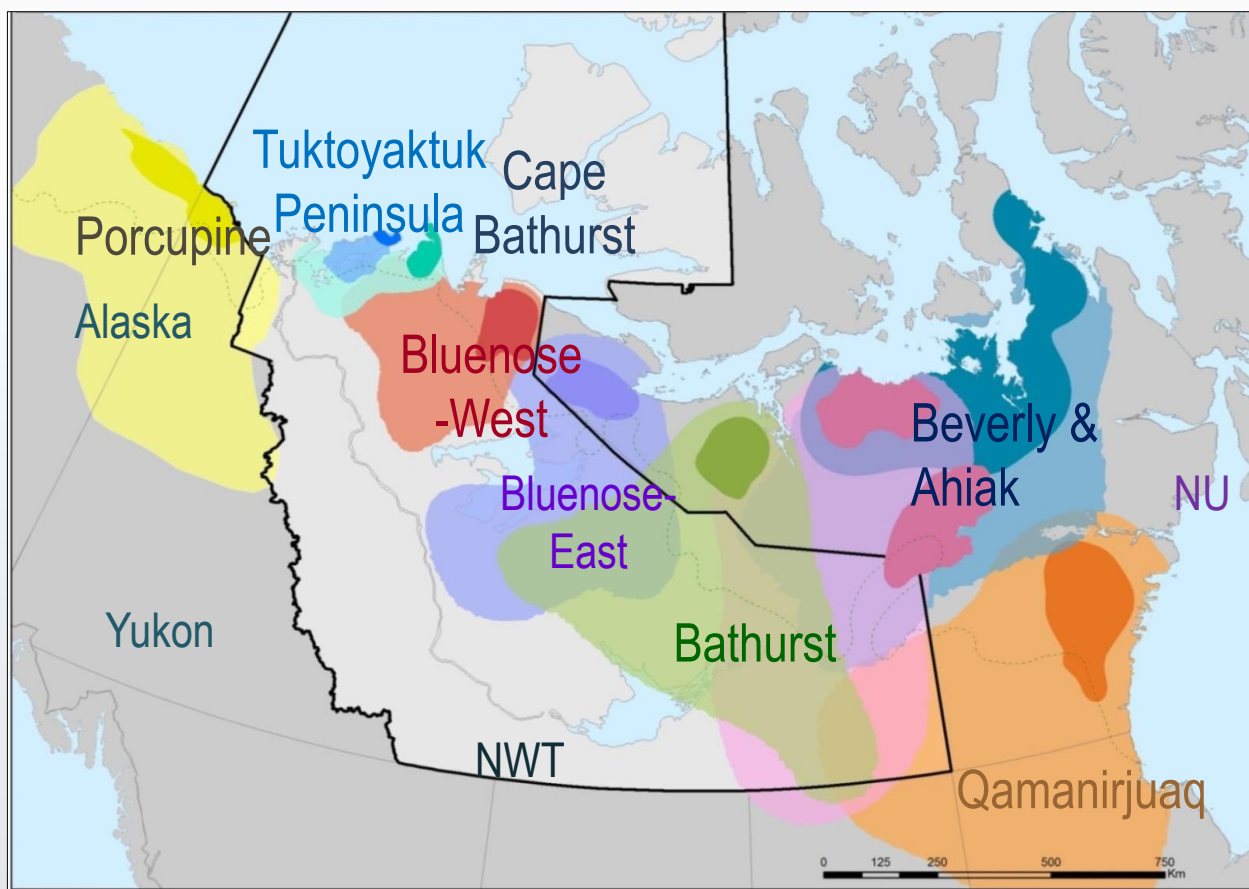 Tuktoyaktuk
Peninsula
Cape
Bathurst
Porcupine
Alaska
Bluenose
-West
Beverly &
Ahiak
Bluenose-
East
NU
Yukon
Bathurst
NWT
Qamanirjuaq
0 125 250 500 750
Km